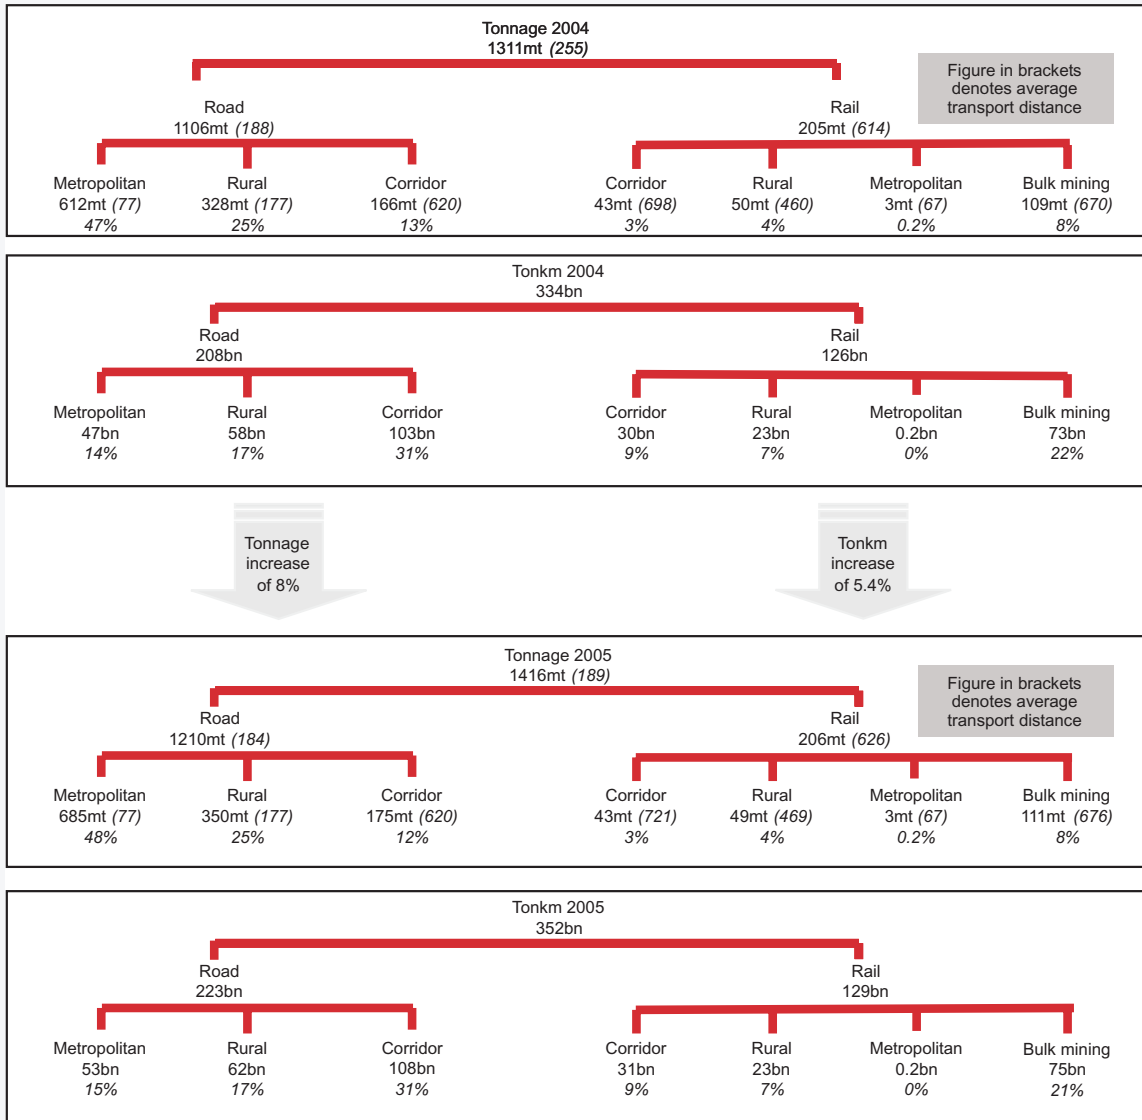 Tonnage 2004
1311mt (255)
Figure in brackets
denotes average
transport distance
Road
1106mt (188)
Rail
205mt (614)
Metropolitan
612mt (77)
47%
Rural
328mt (177)
25%
Corridor
166mt (620)
13%
Corridor
43mt (698)
3%
Rural
50mt (460)
4%
Metropolitan
3mt (67)
0.2%
Bulk mining
109mt (670)
8%
Tonkm 2004
334bn
Road
208bn
Rail
126bn
Metropolitan
47bn
14%
Rural
58bn
17%
Corridor
103bn
31%
Corridor
30bn
9%
Rural
23bn
7%
Metropolitan
0.2bn
0%
Bulk mining
73bn
22%
Tonnage
increase
of 8%
Tonkm
increase
of 5.4%
Tonnage 2005
1416mt (189)
Figure in brackets
denotes average
transport distance
Road
1210mt (184)
Rail
206mt (626)
Metropolitan
685mt (77)
48%
Rural
350mt (177)
25%
Corridor
175mt (620)
12%
Corridor
43mt (721)
3%
Rural
49mt (469)
4%
Metropolitan
3mt (67)
0.2%
Bulk mining
111mt (676)
8%
Tonkm 2005
352bn
Road
223bn
Rail
129bn
Metropolitan
53bn
15%
Rural
62bn
17%
Corridor
108bn
31%
Corridor
31bn
9%
Rural
23bn
7%
Metropolitan
0.2bn
0%
Bulk mining
75bn
21%